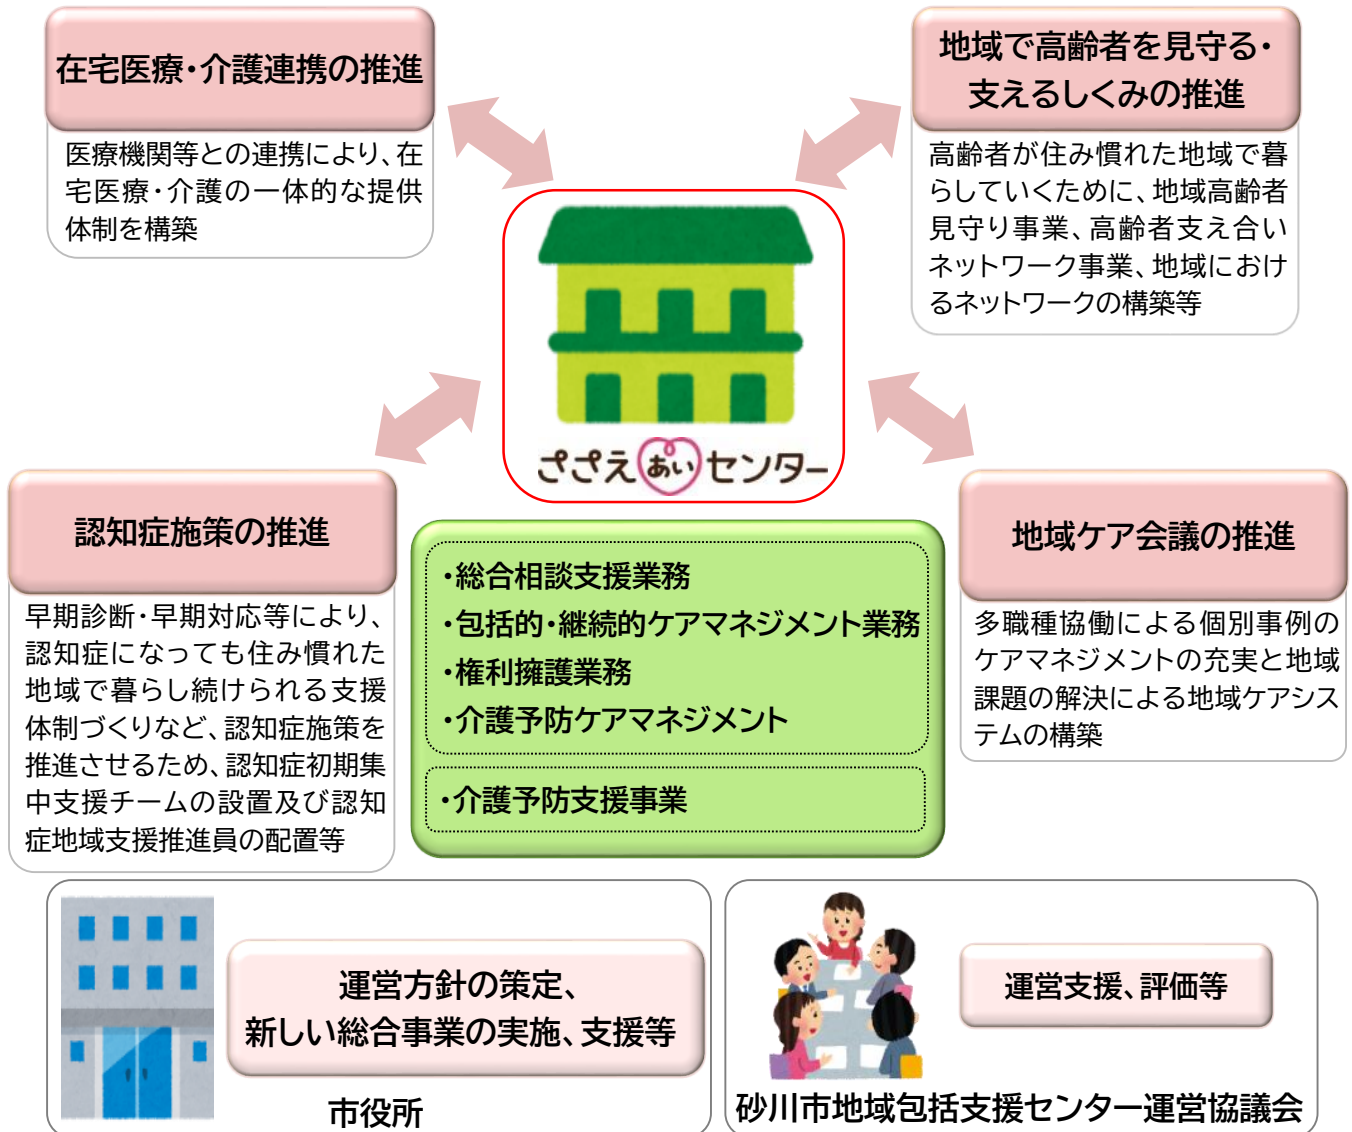 在宅医療・介護連携の推進
医療機関等との連携により、在
宅医療・介護の一体的な提供
体制を構築
地域で高齢者を見守る・
支えるしくみの推進
高齢者が住み慣れた地域で暮
らしていくために、地域高齢者
見守り事業、高齢者支え合い
ネットワーク事業、地域におけ
るネットワークの構築等
ささえあいセンター
認知症施策の推進
早期診断・早期対応等により、
認知症になっても住み慣れた
地域で暮らし続けられる支援
体制づくりなど、認知症施策を
推進させるため、認知症初期集
中支援チームの設置及び認知
症地域支援推進員の配置等
・総合相談支援業務
・包括的・継続的ケアマネジメント業務
・権利擁護業務
・介護予防ケアマネジメント
・介護予防支援事業
地域ケア会議の推進
多職種協働による個別事例の
ケアマネジメントの充実と地域
課題の解決による地域ケアシス
テムの構築
運営方針の策定、
新しい総合事業の実施、支援等
市役所
運営支援、評価等
砂川市地域包括支援センター運営協議会